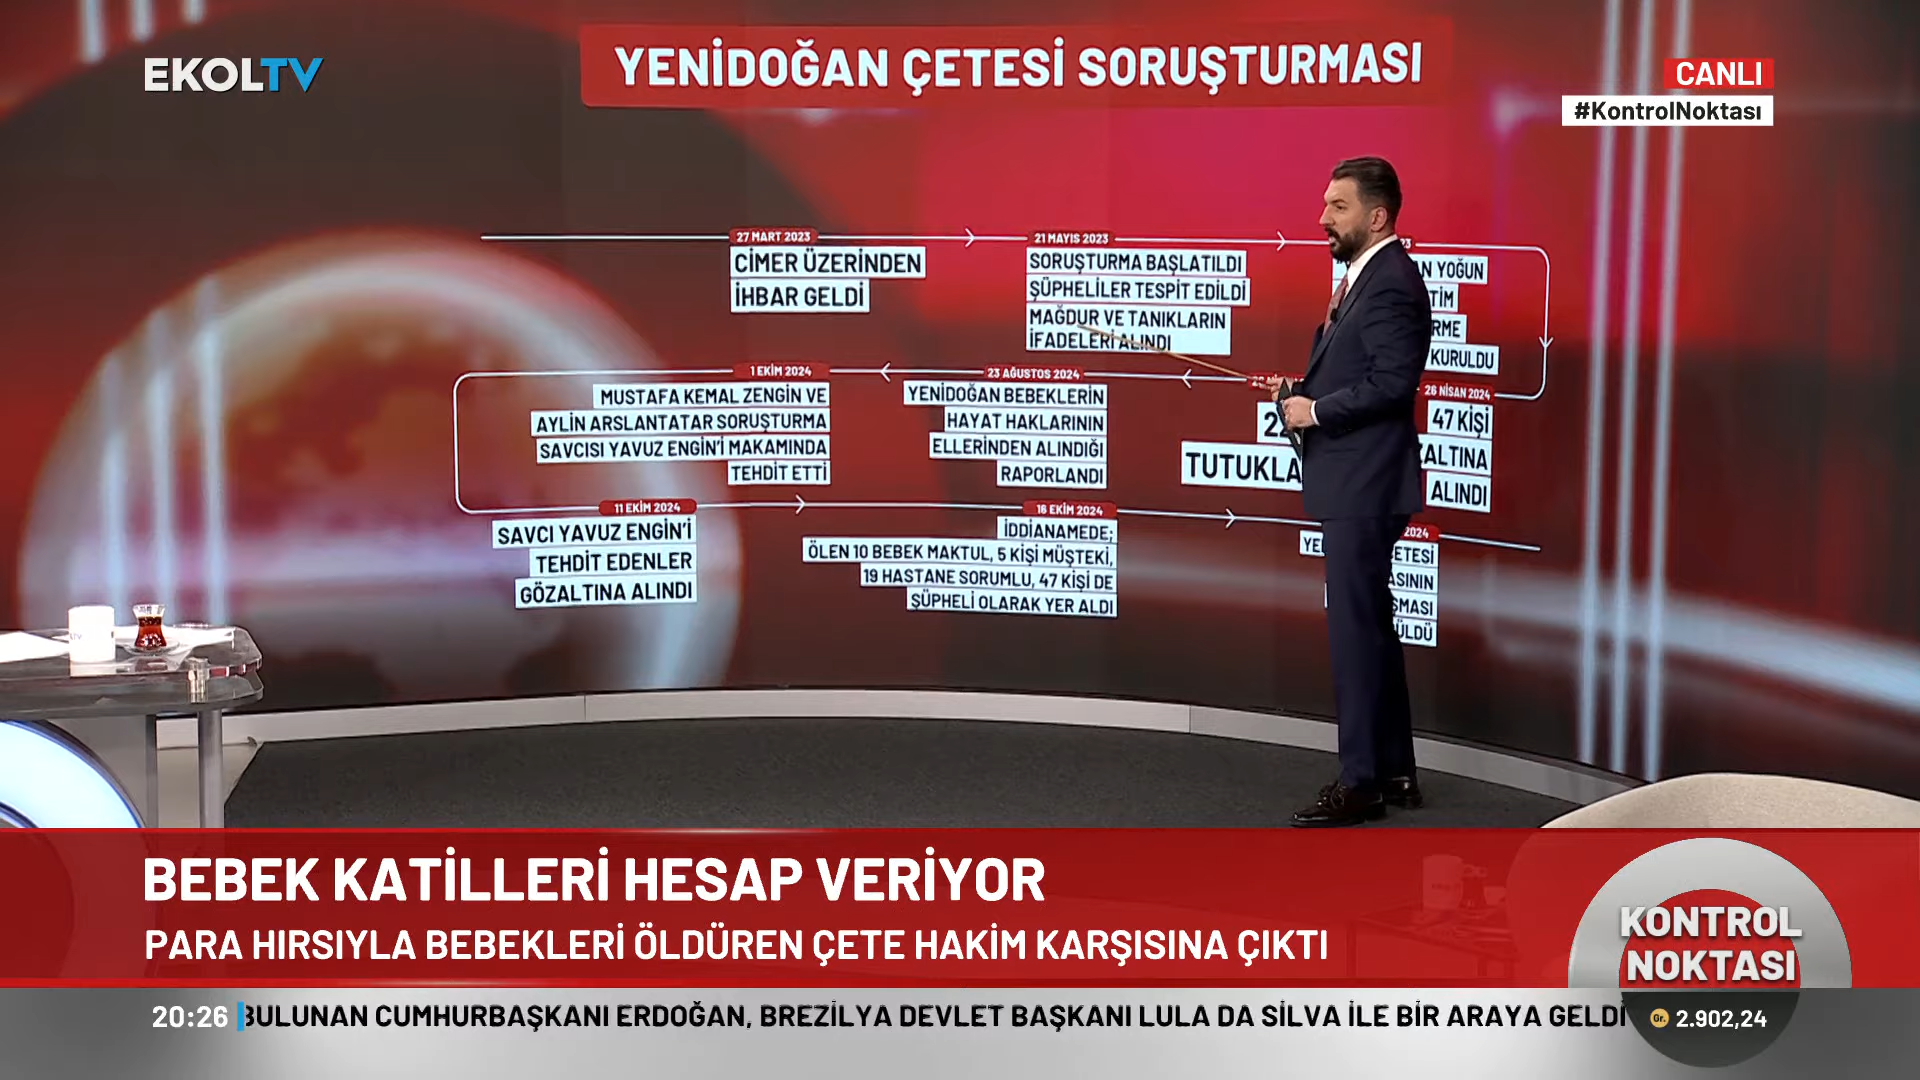 EKOLTV
YENİDOĞAN ÇETESİ SORUŞTURMASI
CANLI
#KontrolNoktası
27 MART 2023
CİMER ÜZERİNDEN
İHBAR GELDİ
21 MAYIS 2023
SORUŞTURMA BAŞLATILDI
ŞÜPHELİLER TESPİT EDİLDİ
MAĞDUR VE TANIKLARIN
İFADELERİ ALINDI
YOĞUN
KURULDU
26 NİSAN 2024
47 KİŞİ
ALINDI
23 AĞUSTOS 2024
YENİDOĞAN BEBEKLERİN
HAYAT HAKLARININ
ELLERİNDEN ALINDIĞI
RAPORLANDI
1 EKİM 2024
MUSTAFA KEMAL ZENGİN VE
AYLİN ARSLANTATAR SORUŞTURMA
SAVCISI YAVUZ ENGİN'İ MAKAMINDA
TEHDİT ETTİ
11 EKİM 2024
SAVCI YAVUZ ENGİN'İ
TEHDİT EDENLER
GÖZALTINA ALINDI
16 EKİM 2024
İDDİANAMEDE;
ÖLEN 10 BEBEK MAKTUL, 5 KİŞİ MÜŞTEKİ,
19 HASTANE SORUMLU, 47 KİŞİ DE
ŞÜPHELİ OLARAK YER ALDI
2024
BEBEK KATİLLERİ HESAP VERİYOR
PARA HIRSIYLA BEBEKLERİ ÖLDÜREN ÇETE HAKİM KARŞISINA ÇIKTI
KONTROL
NOKTASI
20:26 BULUNAN CUMHURBAŞKANI ERDOĞAN, BREZİLYA DEVLET BAŞKANI LULA DA SİLVA İLE BİR ARAYA GELDİ
Gr. 2.902,24